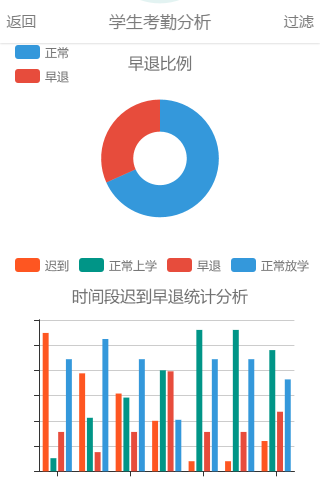 返回 学生考勤分析 过滤
正常
早退比例
早退
迟到 正常上学 早退 正常放学
时间段迟到早退统计分析